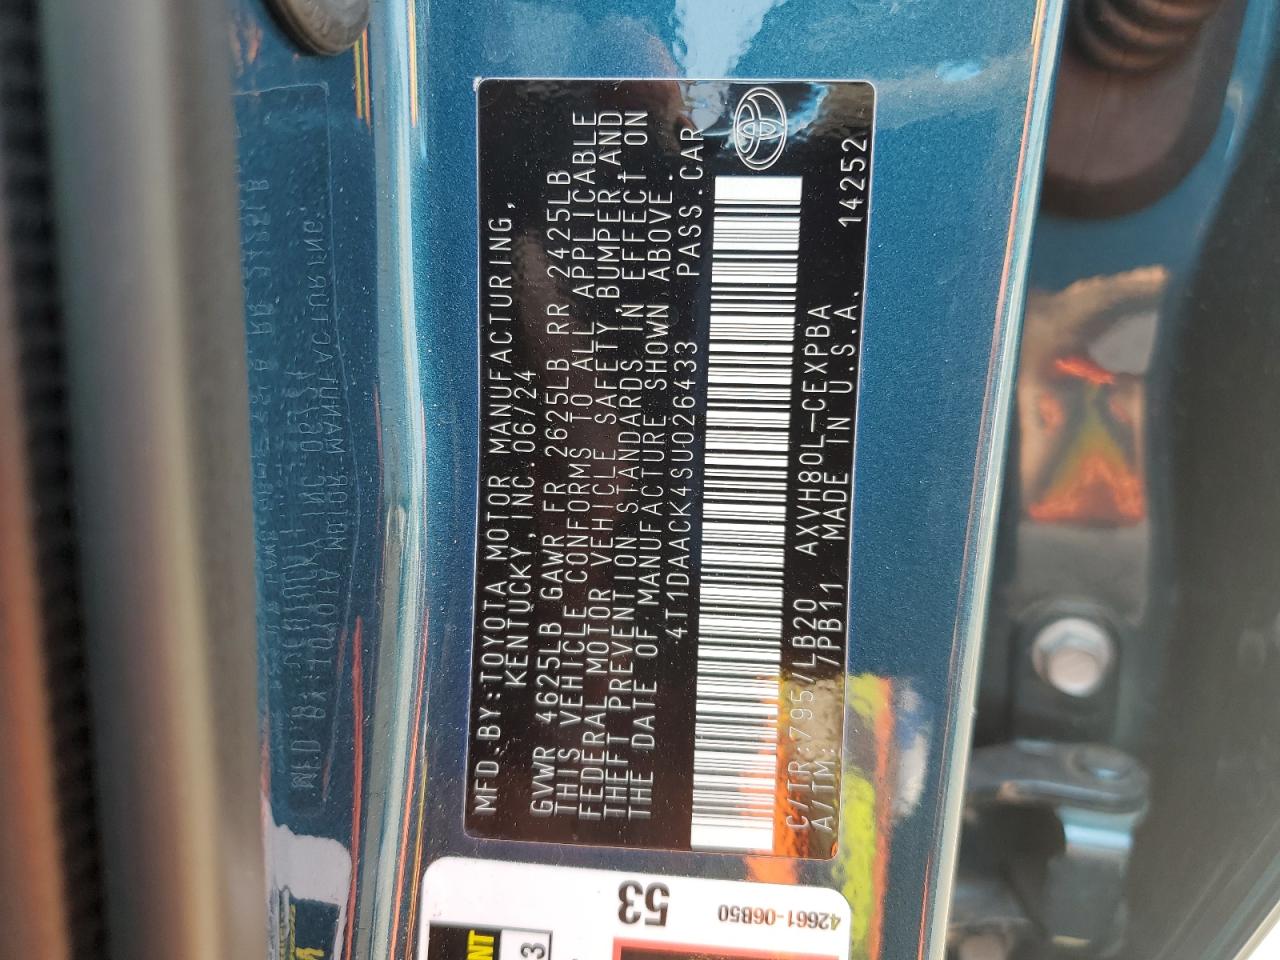 MFD.BY:TOYOTA MOTOR MANUFACTURING,
KENTUCKY,INC.06/24
GVWR 4625LB GAWR FR 2625LB RR 2425LB
THIS VEHICLE CONFORMS TO ALL APPLICABLE
FEDERAL MOTOR VEHICLE SAFETY,BUMPER,AND
THEFT PREVENTION STANDARDS IN EFFECT ON
THE DATE OF MANUFACTURE SHOWN ABOVE.
4T1DAACK4SU026433 PASS.CAR
C/TR:795/LB20 AXVH80L-CEXPBA
A/TM: /PB11 MADE IN U.S.A. 14252
53
42661-06B50
3